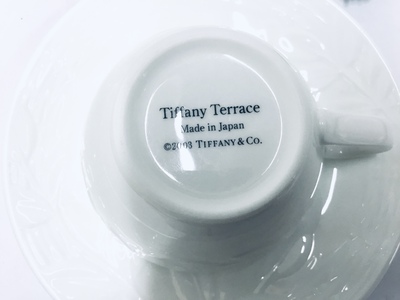 Tiffany Terrace
Made in Japan
©2003 TIFFANY & CO.